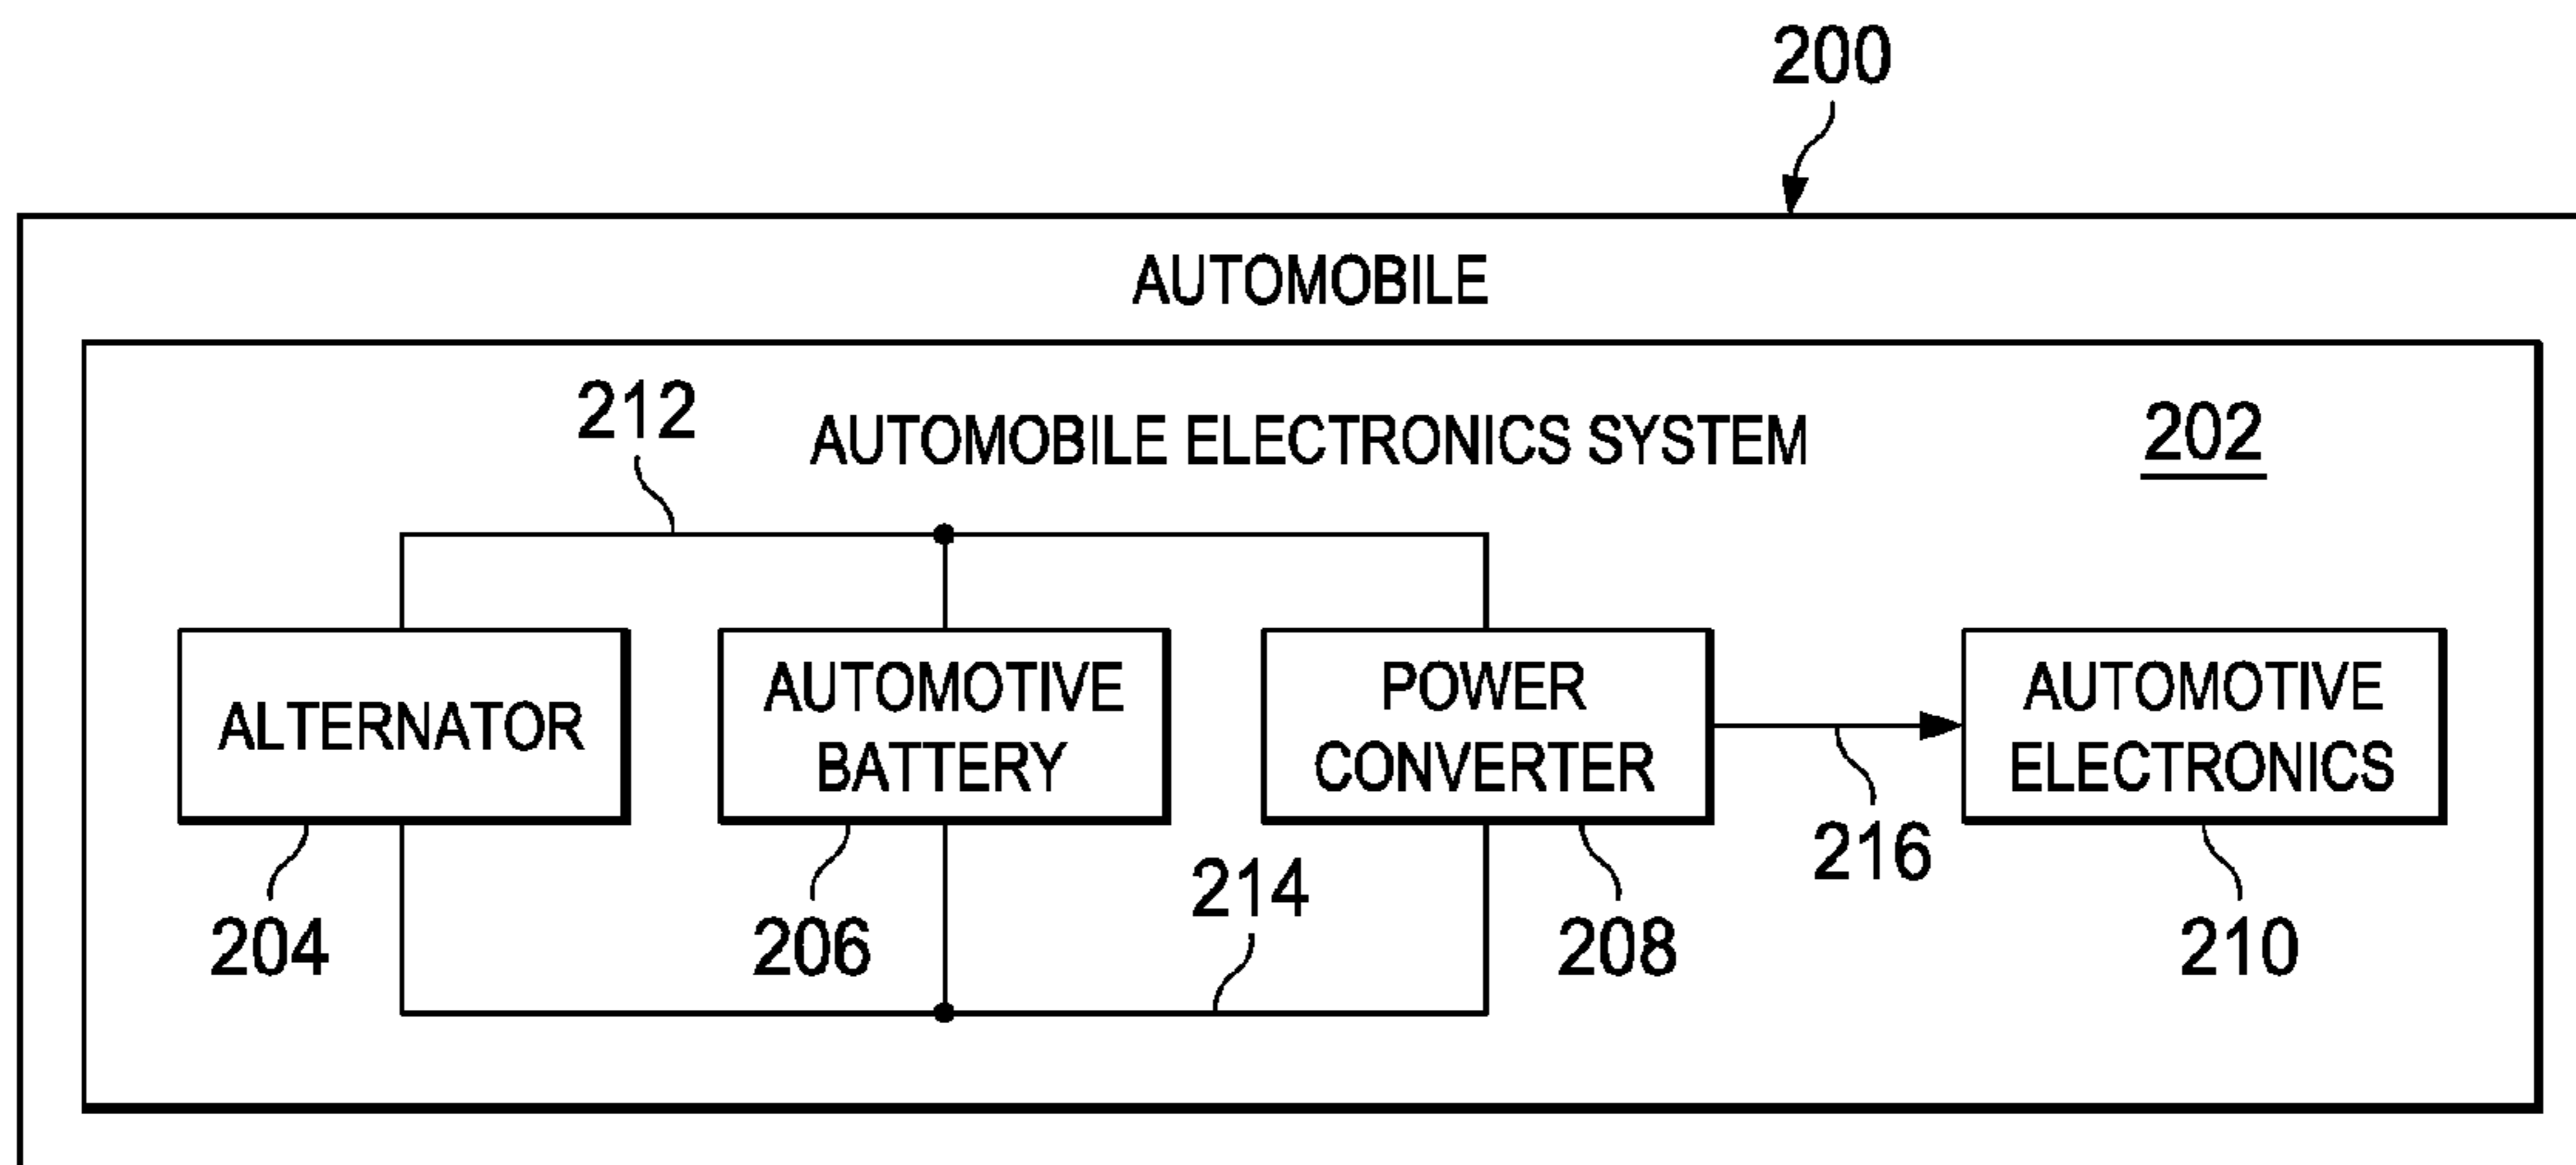 200
AUTOMOBILE
212
AUTOMOBILE ELECTRONICS SYSTEM
202
ALTERNATOR
AUTOMOTIVE
BATTERY
POWER
CONVERTER
AUTOMOTIVE
ELECTRONICS
204
206
214
208
216
210